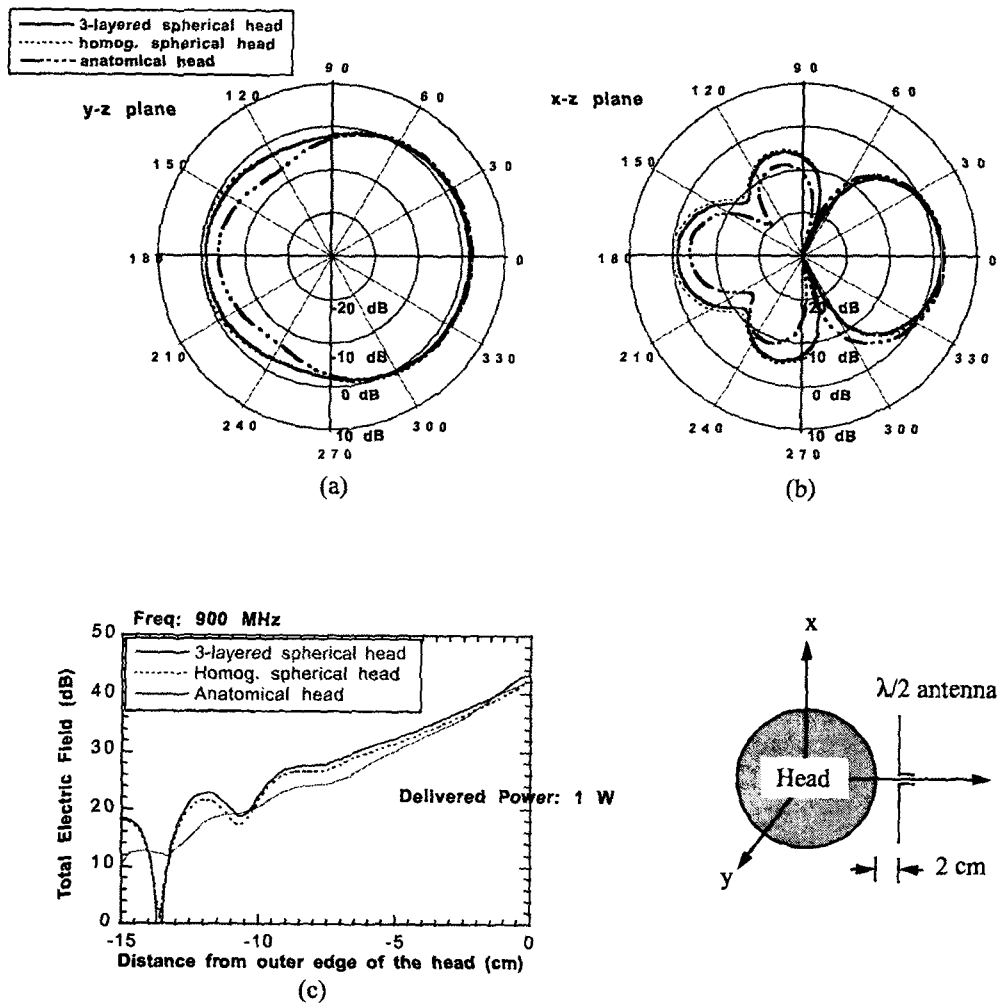 3-layered spherical head
homog. spherical head
anatomical head
y-z plane
90
120
60
150
30
180
0
-20 dB
-10 dB
0 dB
10 dB
210
330
240
300
270
(a)
x-z plane
90
120
60
150
30
180
0
-20 dB
-10 dB
0 dB
10 dB
210
330
240
300
270
(b)
Freq: 900 MHz
3-layered spherical head
Homog. spherical head
Anatomical head
Total Electric Field (dB)
50
40
30
20
10
0
Delivered Power: 1 W
-15
-10
-5
0
Distance from outer edge of the head (cm)
(c)
x
λ/2 antenna
Head
y
2 cm